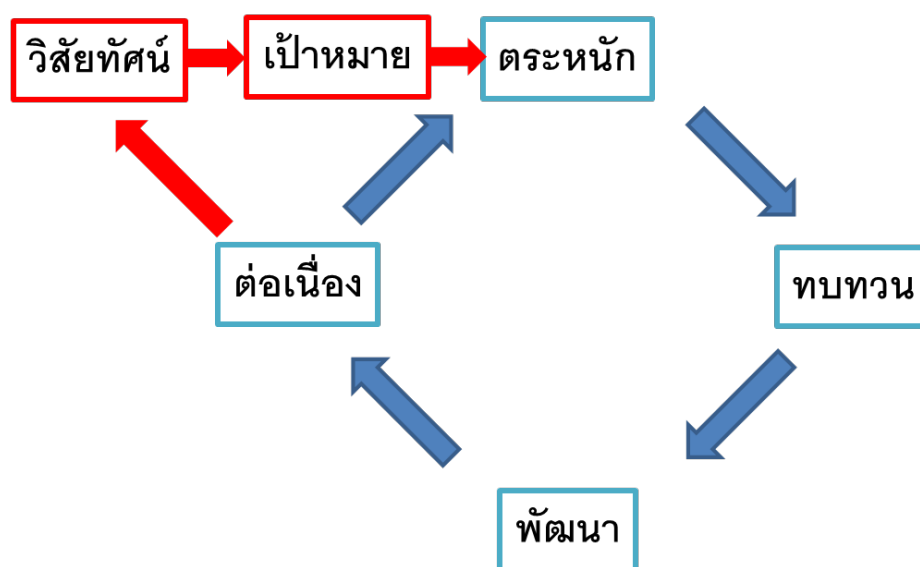 วิสัยทัศน์
เป้าหมาย
ตระหนัก
ต่อเนื่อง
ทบทวน
พัฒนา